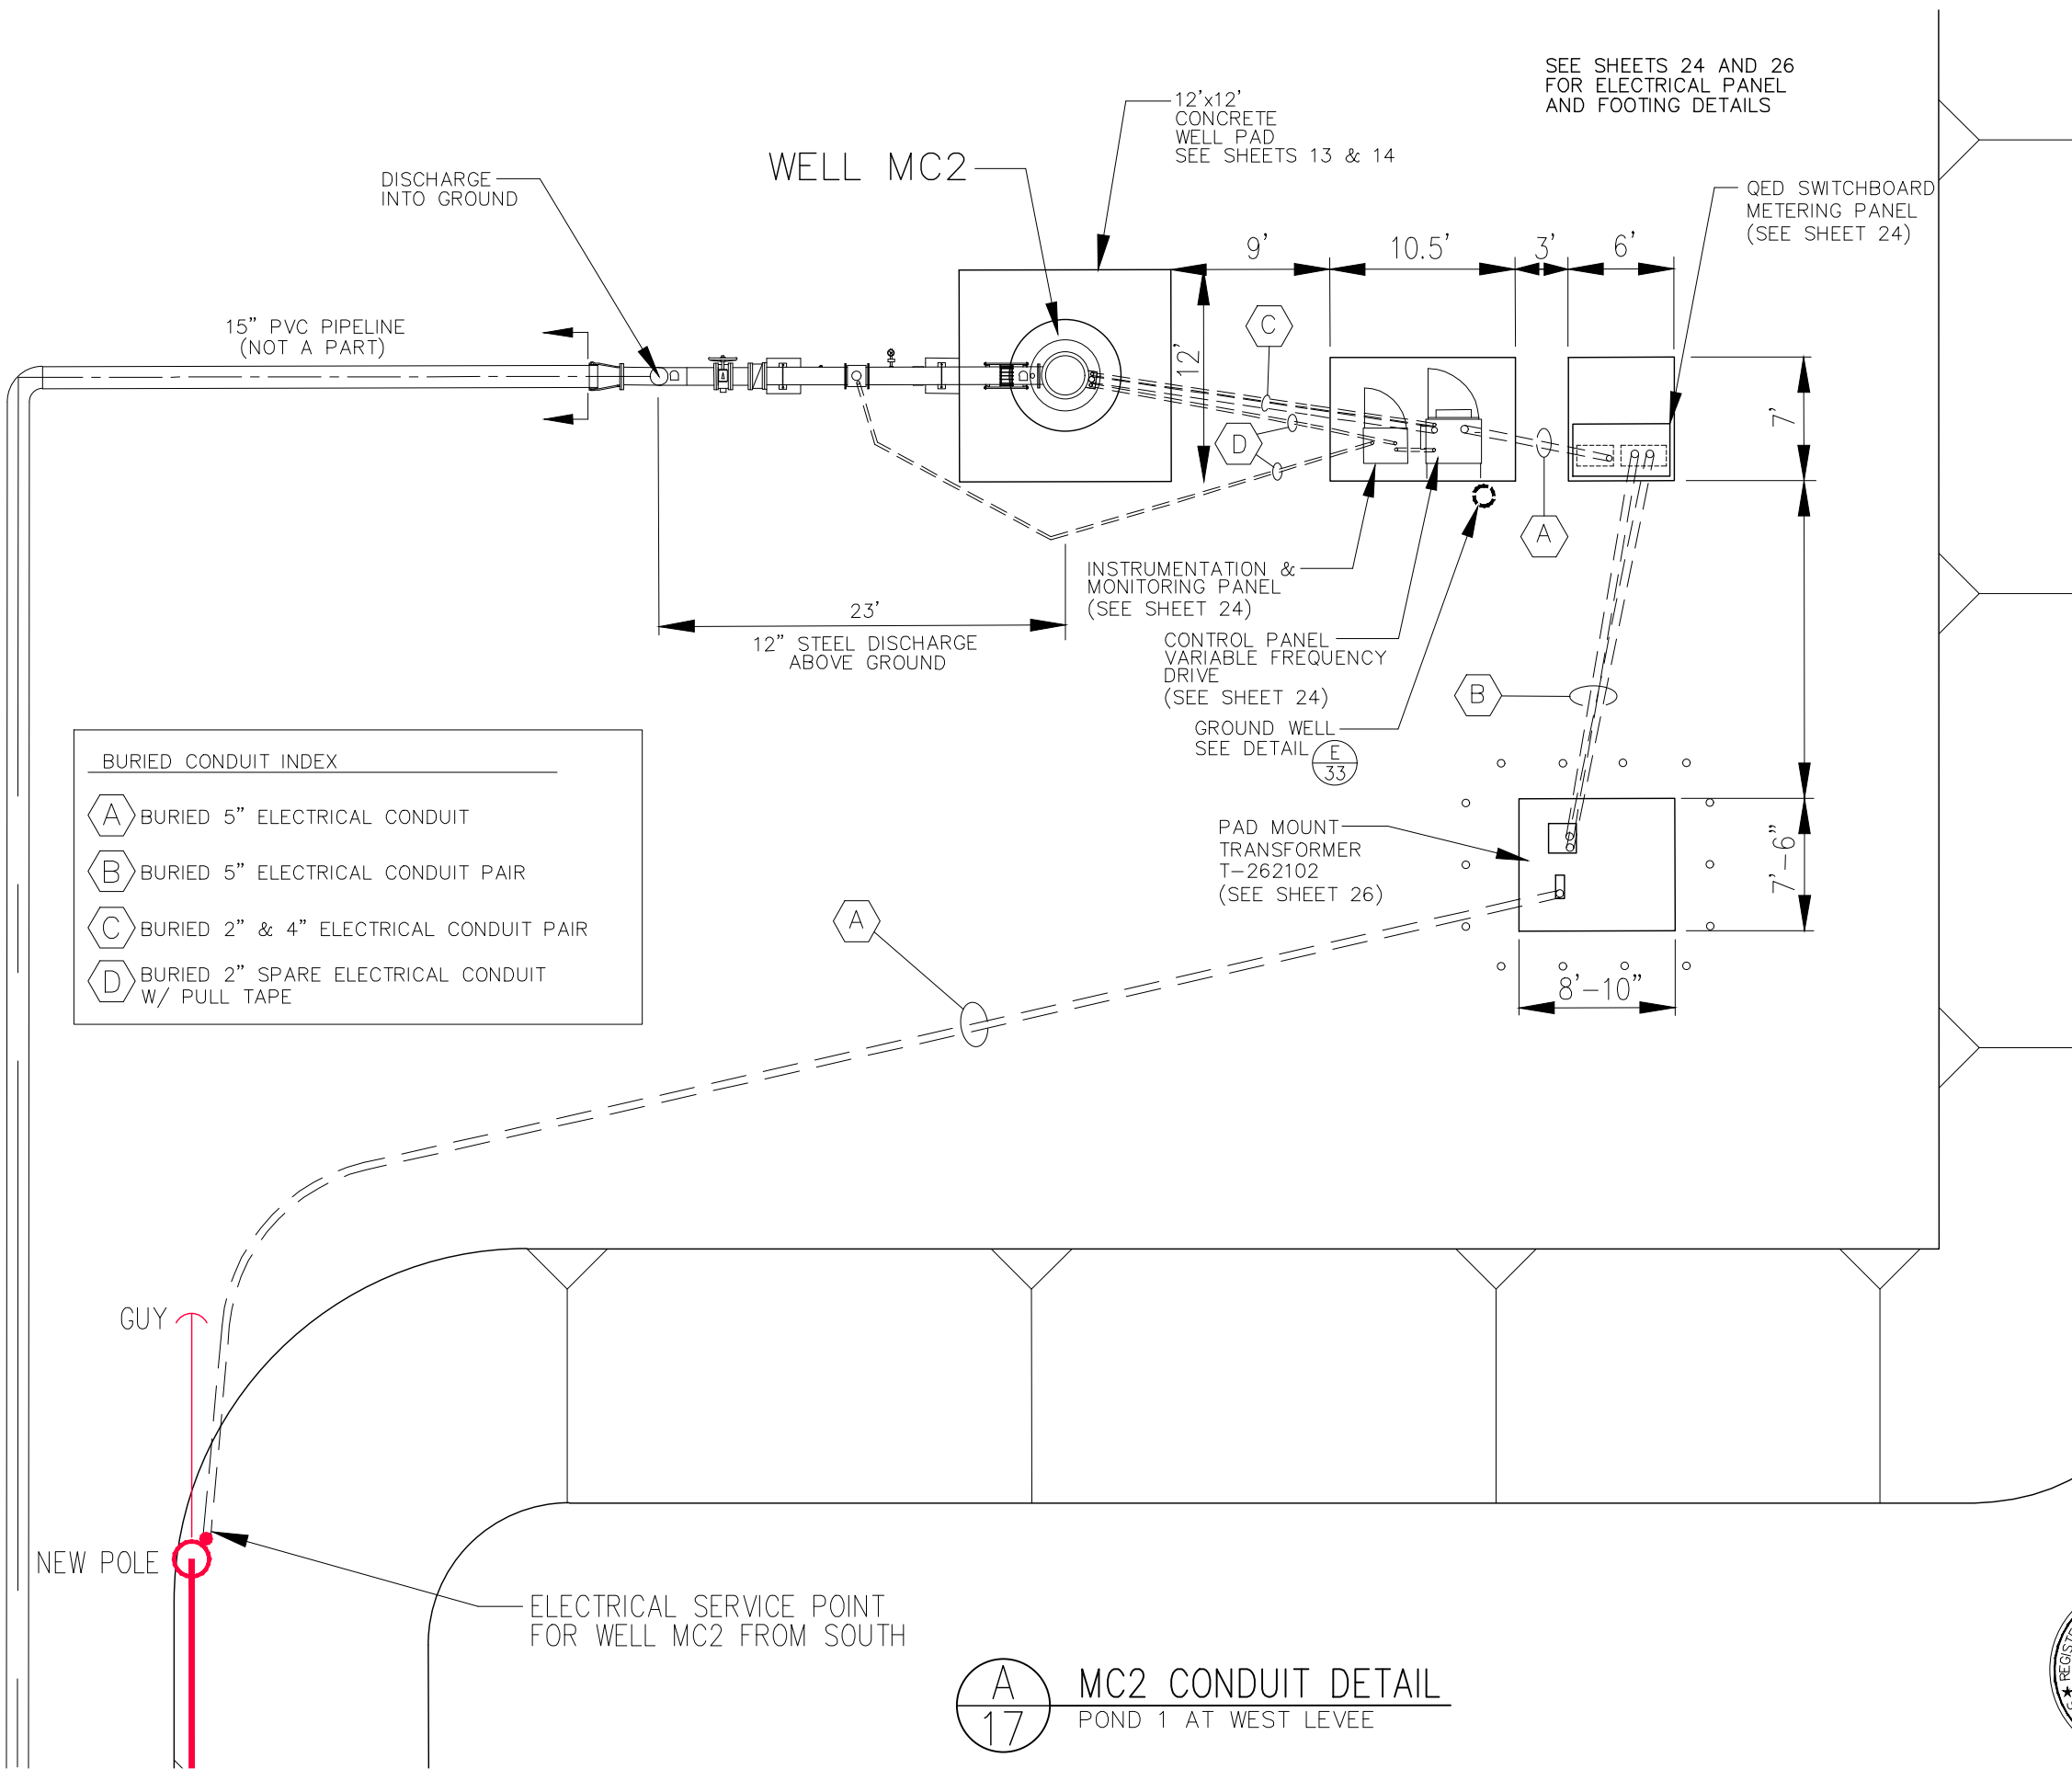 SEE SHEETS 24 AND 26
FOR ELECTRICAL PANEL
AND FOOTING DETAILS
12'x12'
CONCRETE
WELL PAD
SEE SHEETS 13 & 14
WELL MC2
DISCHARGE
INTO GROUND
QED SWITCHBOARD
METERING PANEL
(SEE SHEET 24)
9'
10.5'
3'
6'
15" PVC PIPELINE
(NOT A PART)
C
12'
D
7'
A
INSTRUMENTATION &
MONITORING PANEL
(SEE SHEET 24)
23'
12" STEEL DISCHARGE
ABOVE GROUND
CONTROL PANEL
VARIABLE FREQUENCY
DRIVE
(SEE SHEET 24)
B
GROUND WELL
SEE DETAIL
E
33
BURIED CONDUIT INDEX
A BURIED 5" ELECTRICAL CONDUIT
B BURIED 5" ELECTRICAL CONDUIT PAIR
C BURIED 2" & 4" ELECTRICAL CONDUIT PAIR
D BURIED 2" SPARE ELECTRICAL CONDUIT
W/ PULL TAPE
PAD MOUNT
TRANSFORMER
T-262102
(SEE SHEET 26)
7'-6"
A
8'-10"
GUY
NEW POLE
ELECTRICAL SERVICE POINT
FOR WELL MC2 FROM SOUTH
A
17
MC2 CONDUIT DETAIL
POND 1 AT WEST LEVEE